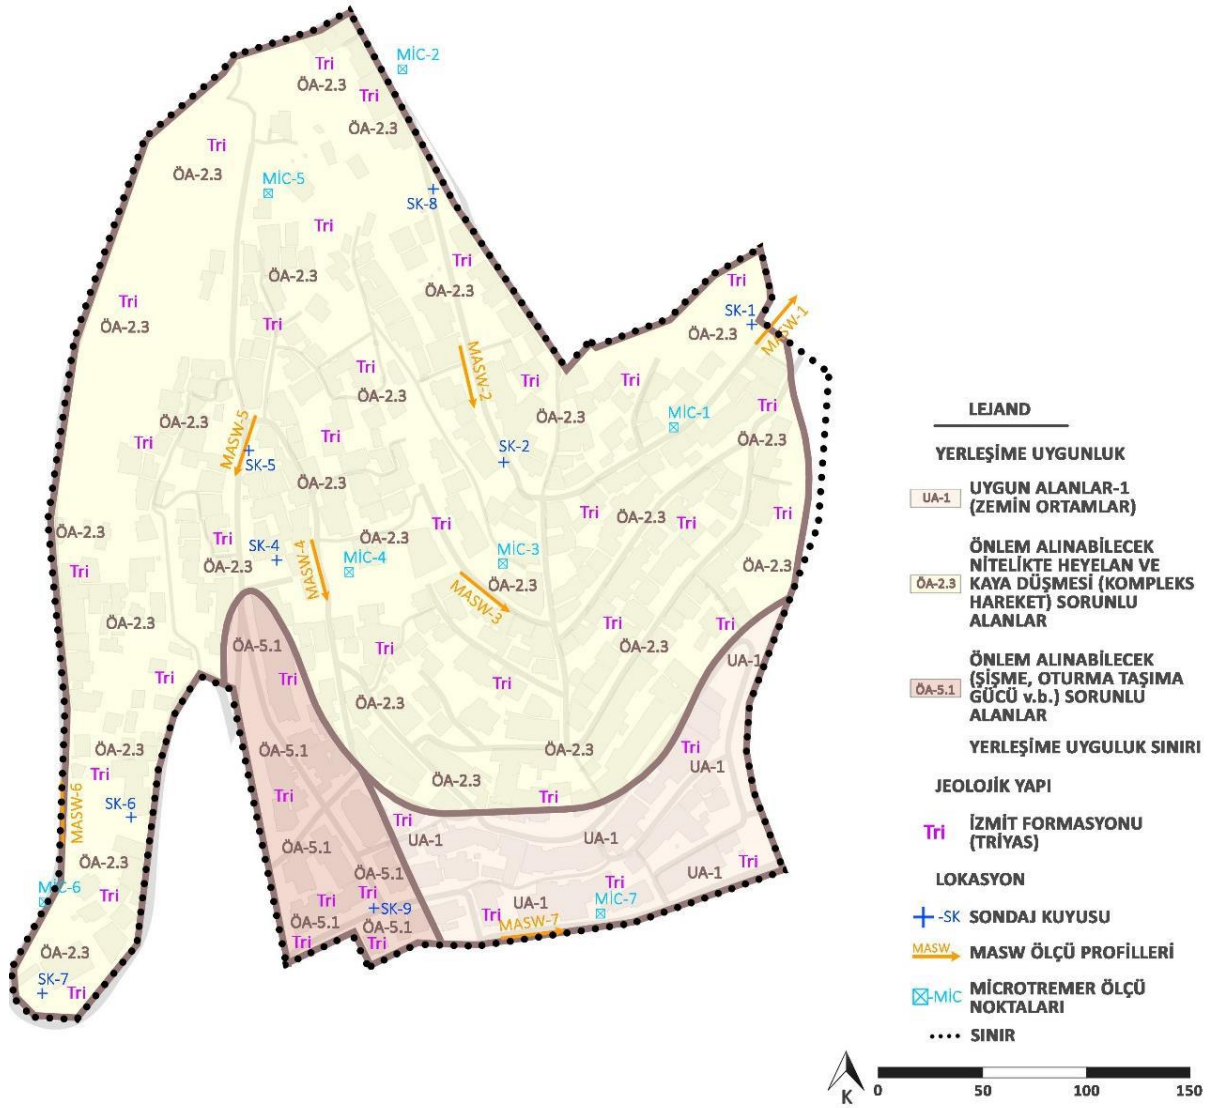 MİC-2
Tri
ÖA-2.3
Tri
ÖA-2.3
Tri
ÖA-2.3
MİC-5
SK-8
Tri
Tri
ÖA-2.3
ÖA-2.3
Tri
SK-1
MASW-1
ÖA-2.3
Tri
ÖA-2.3
Tri
MASW-2
Tri
Tri
Tri
Tri
ÖA-2.3
ÖA-2.3
MİC-1
MASW-5
Tri
Tri
ÖA-2.3
SK-2
SK-5
ÖA-2.3
Tri
Tri
ÖA-2.3
Tri
Tri
ÖA-2.3
Tri
ÖA-2.3
SK-4
MASW-4
MİC-4
MİC-3
ÖA-2.3
ÖA-2.3
ÖA-2.3
Tri
MASW-3
ÖA-2.3
Tri
Tri
ÖA-5.1
Tri
ÖA-2.3
UA-1
Tri
Tri
Tri
ÖA-2.3
ÖA-2.3
ÖA-5.1
ÖA-2.3
Tri
UA-1
Tri
ÖA-2.3
Tri
Tri
SK-6
MASW-6
Tri
UA-1
UA-1
ÖA-5.1
ÖA-2.3
ÖA-5.1
Tri
UA-1
MİC-6
Tri
Tri
Tri
Tri
SK-9
UA-1
MİC-7
Tri
ÖA-5.1
ÖA-5.1
MASW-7
Tri
Tri
ÖA-2.3
SK-7
Tri
LEJAND
YERLEŞİME UYGUNLUK
UA-1
UYGUN ALANLAR-1
(ZEMİN ORTAMLAR)
ÖA-2.3
ÖNLEM ALINABİLECEK
NİTELİKTE HEYELAN VE
KAYA DÜŞMESİ (KOMPLEKS
HAREKET) SORUNLU
ALANLAR
ÖA-5.1
ÖNLEM ALINABİLECEK
(ŞİŞME, OTURMA TAŞIMA
GÜCÜ v.b.) SORUNLU
ALANLAR
YERLEŞİME UYGULUK SINIRI
JEOLOJİK YAPI
Tri
İZMİT FORMASYONU
(TRİYAS)
LOKASYON
-SK SONDAJ KUYUSU
MASW MASW ÖLÇÜ PROFİLLERİ
-MİC MİCROTREMER ÖLÇÜ
NOKTALARI
SINIR
K
0 50 100 150